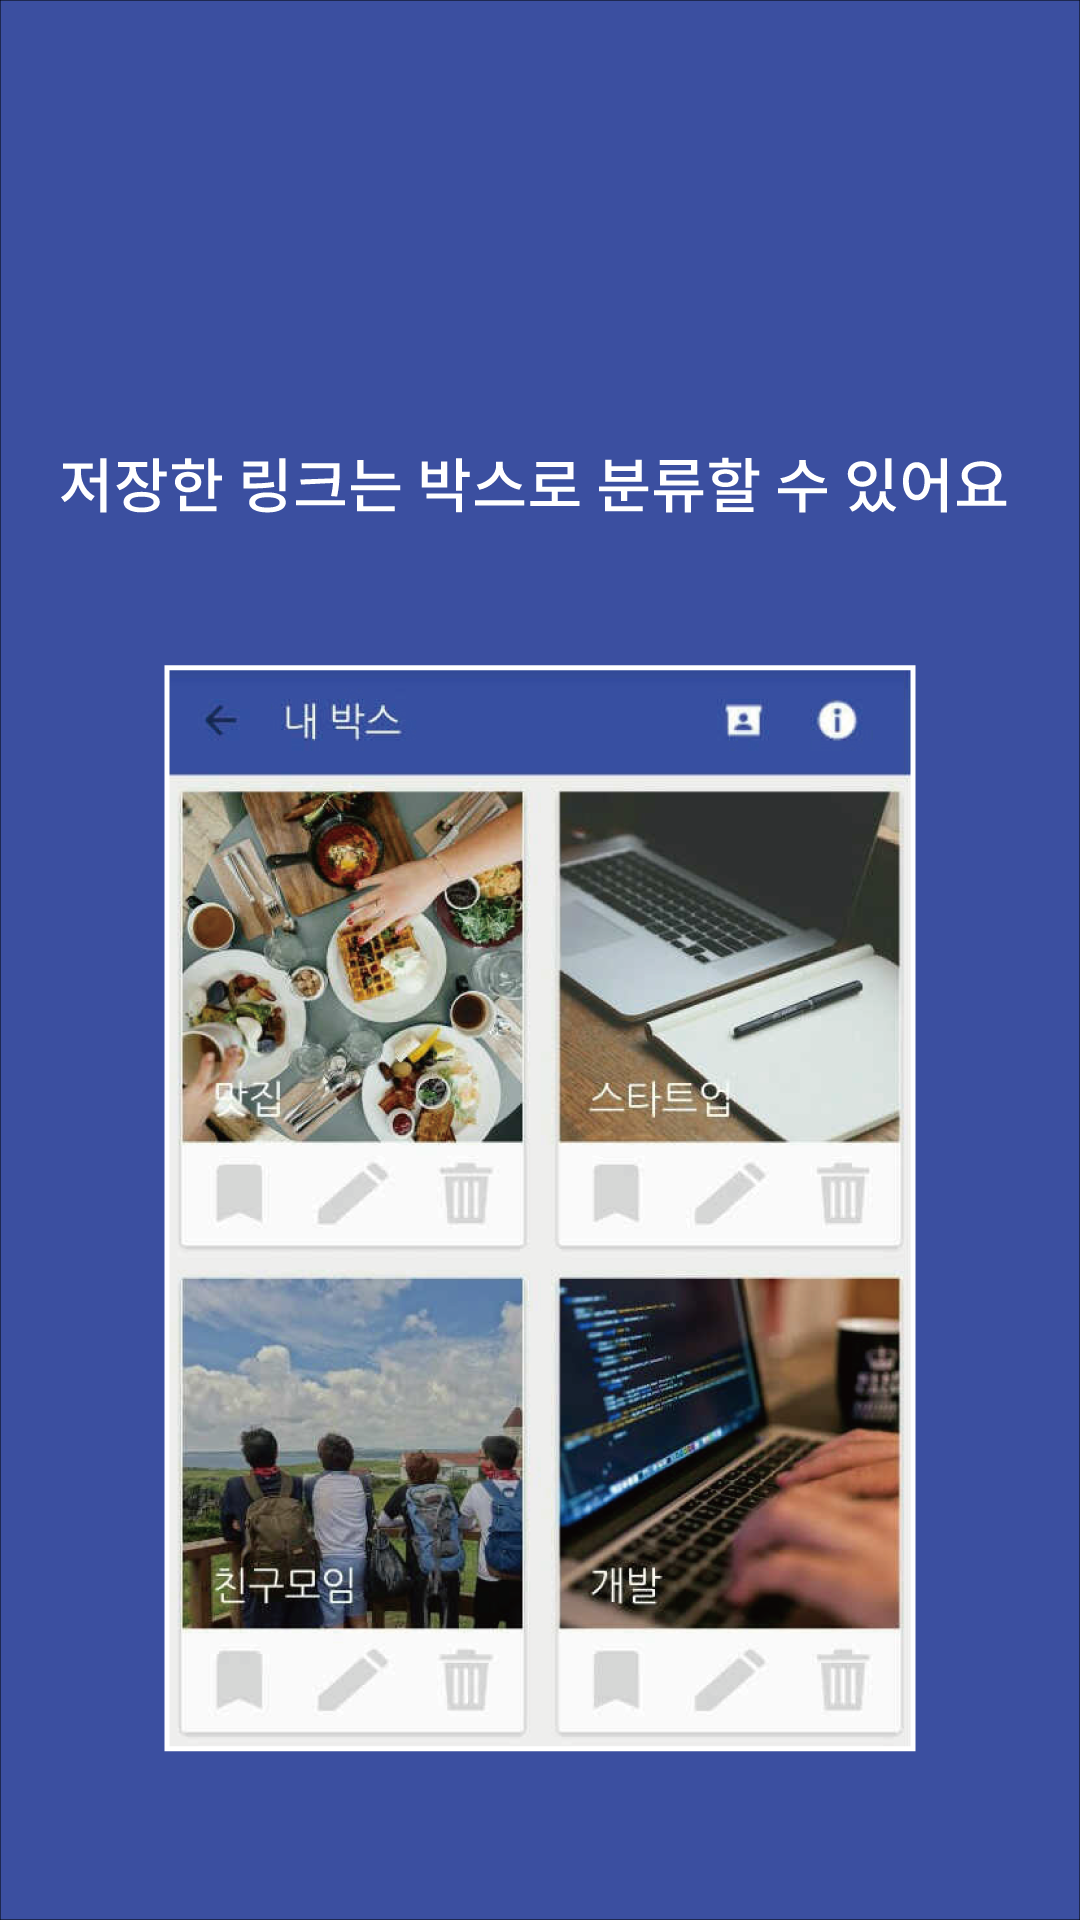 저장한 링크는 박스로 분류할 수 있어요
내 박스
맛집
스타트업
친구모임
개발